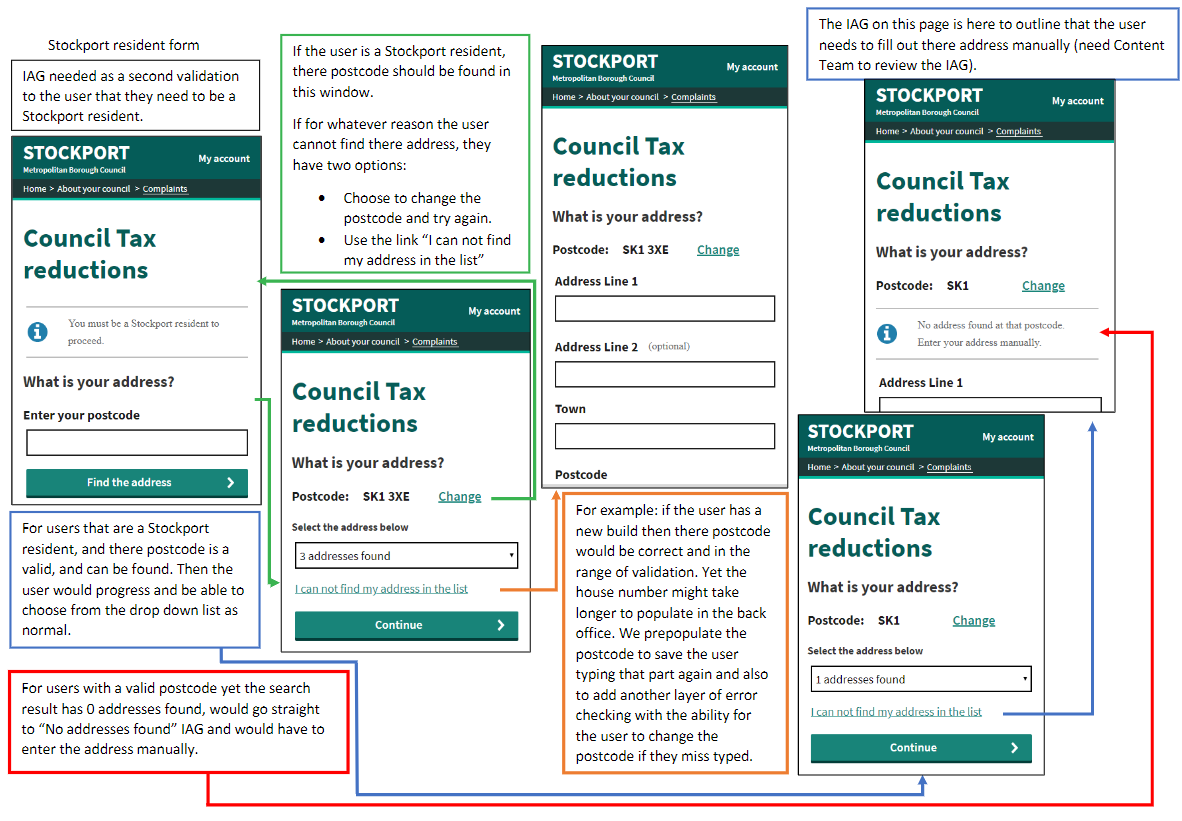 Stockport resident form
IAG needed as a second validation
to the user that they need to be a
Stockport resident.
STOCKPORT
Metropolitan Borough Council
My account
Home > About your council > Complaints
Council Tax
reductions
You must be a Stockport resident to
proceed.
What is your address?
Enter your postcode
Find the address
For users that are a Stockport
resident, and there postcode is a
valid, and can be found. Then the
user would progress and be able to
choose from the drop down list as
normal.
For users with a valid postcode yet the search
result has 0 addresses found, would go straight
to “No addresses found” IAG and would have to
enter the address manually.
If the user is a Stockport resident,
there postcode should be found in
this window.
If for whatever reason the user
cannot find there address, they
have two options:
• Choose to change the
postcode and try again.
• Use the link “I can not find
my address in the list”
STOCKPORT
Metropolitan Borough Council
My account
Home > About your council > Complaints
Council Tax
reductions
What is your address?
Postcode: SK1 3XE Change
Select the address below
3 addresses found
I can not find my address in the list
Continue
STOCKPORT
Metropolitan Borough Council
My account
Home > About your council > Complaints
Council Tax
reductions
What is your address?
Postcode: SK1 3XE Change
Address Line 1
Address Line 2 (optional)
Town
Postcode
For example: if the user has a
new build then there postcode
would be correct and in the
range of validation. Yet the
house number might take
longer to populate in the back
office. We prepopulate the
postcode to save the user
typing that part again and also
to add another layer of error
checking with the ability for
the user to change the
postcode if they miss typed.
The IAG on this page is here to outline that the user
needs to fill out there address manually (need Content
Team to review the IAG).
STOCKPORT
Metropolitan Borough Council
My account
Home > About your council > Complaints
Council Tax
reductions
What is your address?
Postcode: SK1 Change
No address found at that postcode.
Enter your address manually.
Address Line 1
STOCKPORT
Metropolitan Borough Council
My account
Home > About your council > Complaints
Council Tax
reductions
What is your address?
Postcode: SK1 Change
Select the address below
1 addresses found
I can not find my address in the list
Continue